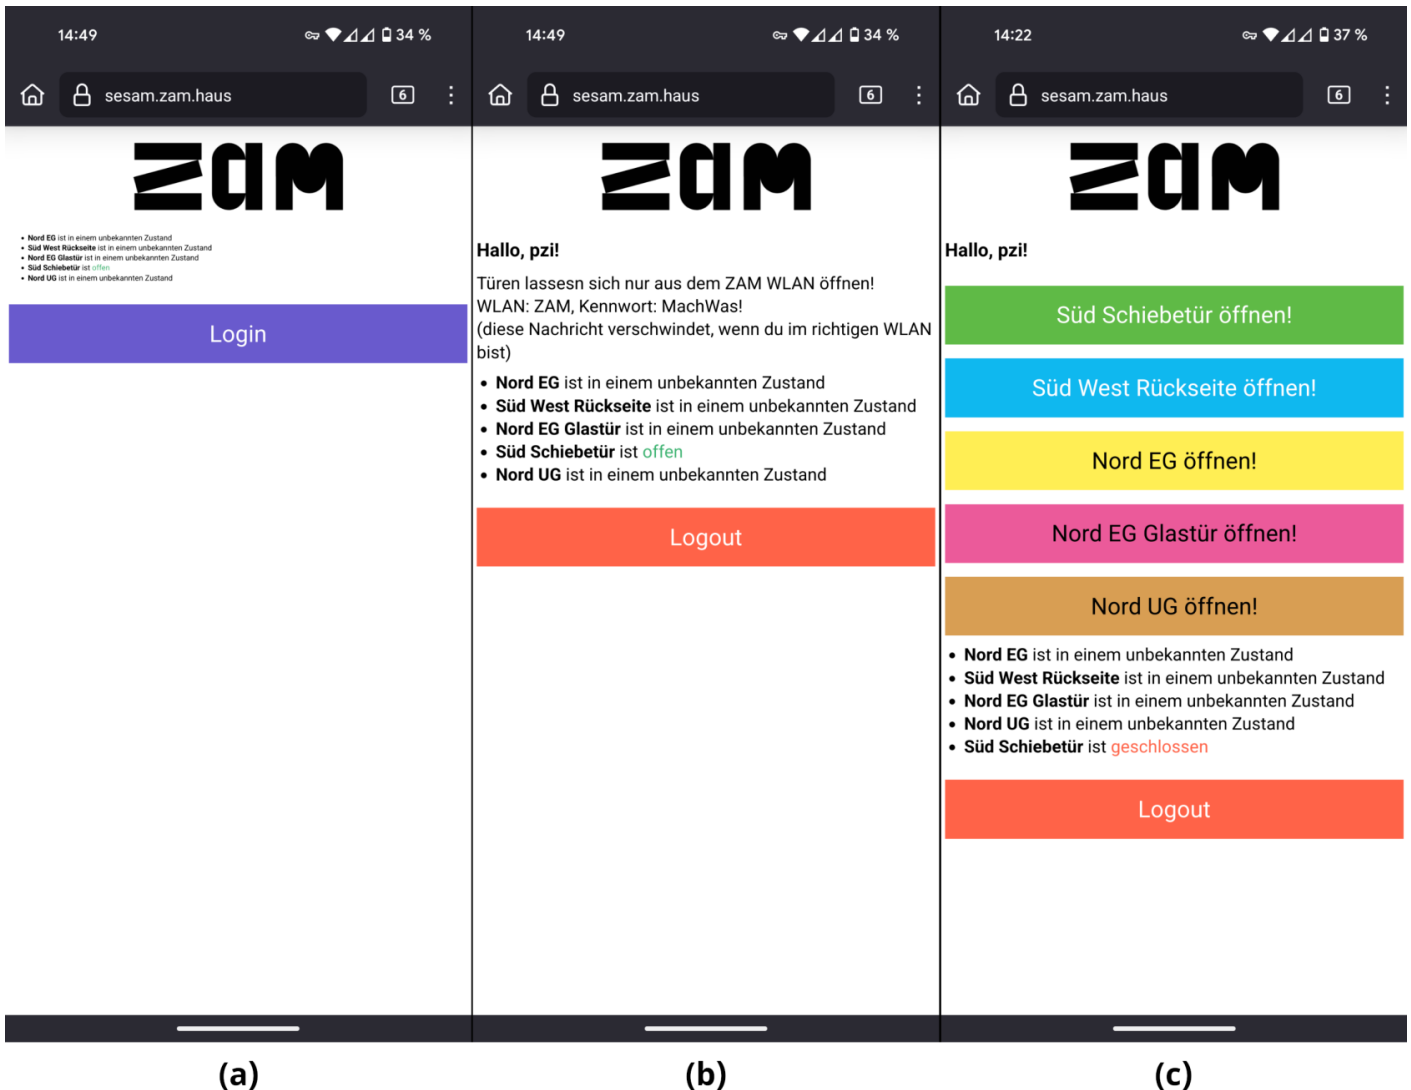 14:49
34 %
sesam.zam.haus
6
zam
Nord EG ist in einem unbekannten Zustand
Süd West Rückseite ist in einem unbekannten Zustand
Nord EG Glastür ist in einem unbekannten Zustand
Süd Schiebetür ist offen
Nord UG ist in einem unbekannten Zustand
Login
(a)
14:49
34 %
sesam.zam.haus
6
zam
Hallo, pzi!
Türen lassesn sich nur aus dem ZAM WLAN öffnen!
WLAN: ZAM, Kennwort: MachWas!
(diese Nachricht verschwindet, wenn du im richtigen WLAN
bist)
Nord EG ist in einem unbekannten Zustand
Süd West Rückseite ist in einem unbekannten Zustand
Nord EG Glastür ist in einem unbekannten Zustand
Süd Schiebetür ist offen
Nord UG ist in einem unbekannten Zustand
Logout
(b)
14:22
37 %
sesam.zam.haus
6
zam
Hallo, pzi!
Süd Schiebetür öffnen!
Süd West Rückseite öffnen!
Nord EG öffnen!
Nord EG Glastür öffnen!
Nord UG öffnen!
Nord EG ist in einem unbekannten Zustand
Süd West Rückseite ist in einem unbekannten Zustand
Nord EG Glastür ist in einem unbekannten Zustand
Nord UG ist in einem unbekannten Zustand
Süd Schiebetür ist geschlossen
Logout
(c)